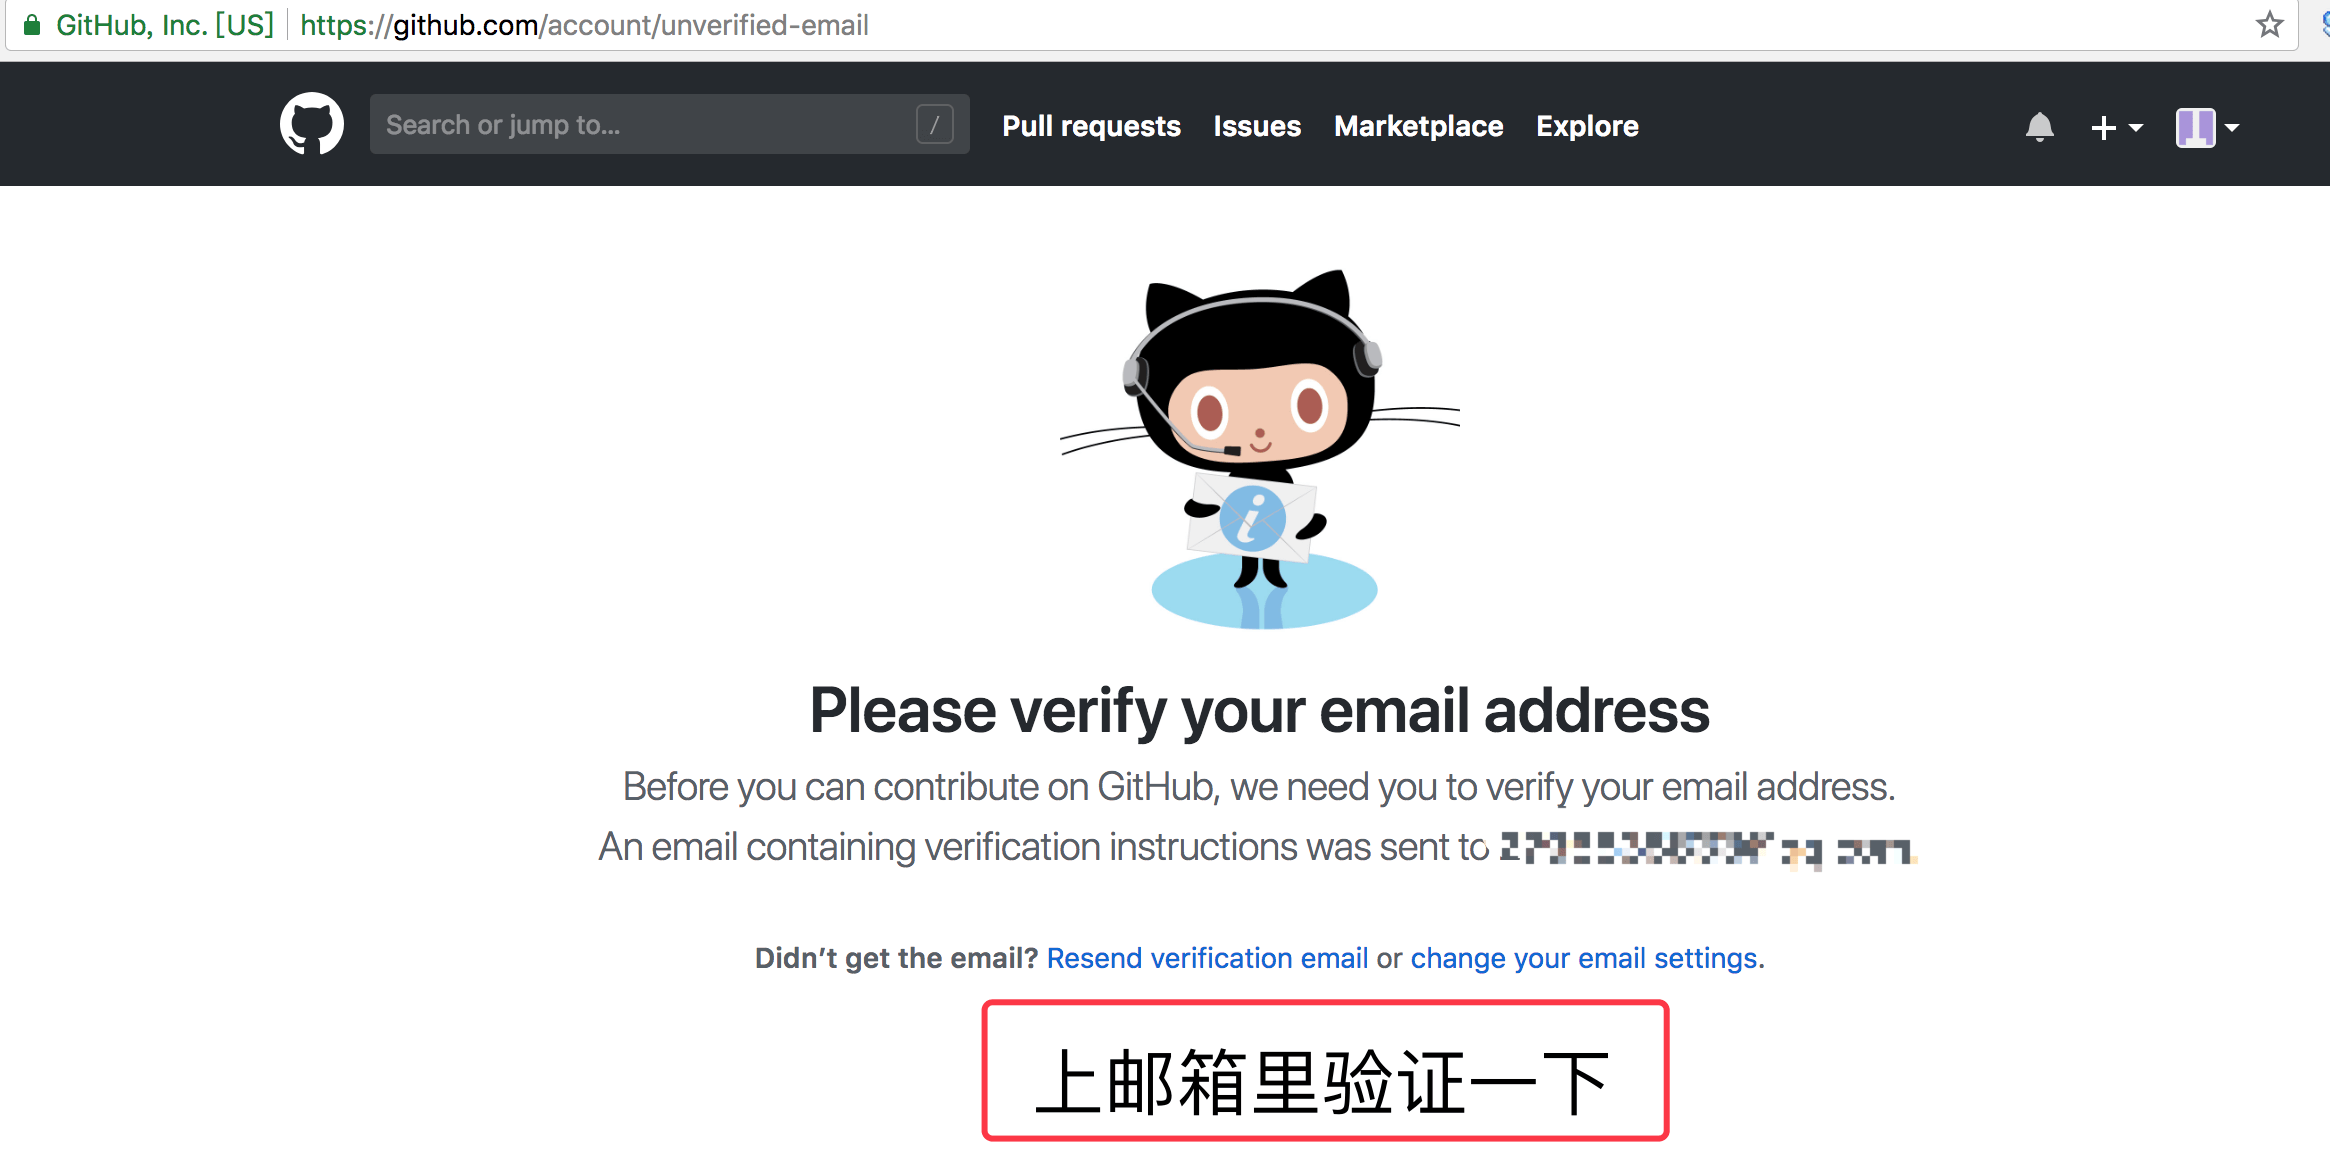 GitHub, Inc. [US] https://github.com/account/unverified-email
Search or jump to... / Pull requests Issues Marketplace Explore
i
Please verify your email address
Before you can contribute on GitHub, we need you to verify your email address.
An email containing verification instructions was sent to
Didn’t get the email? Resend verification email or change your email settings.
上邮箱里验证一下